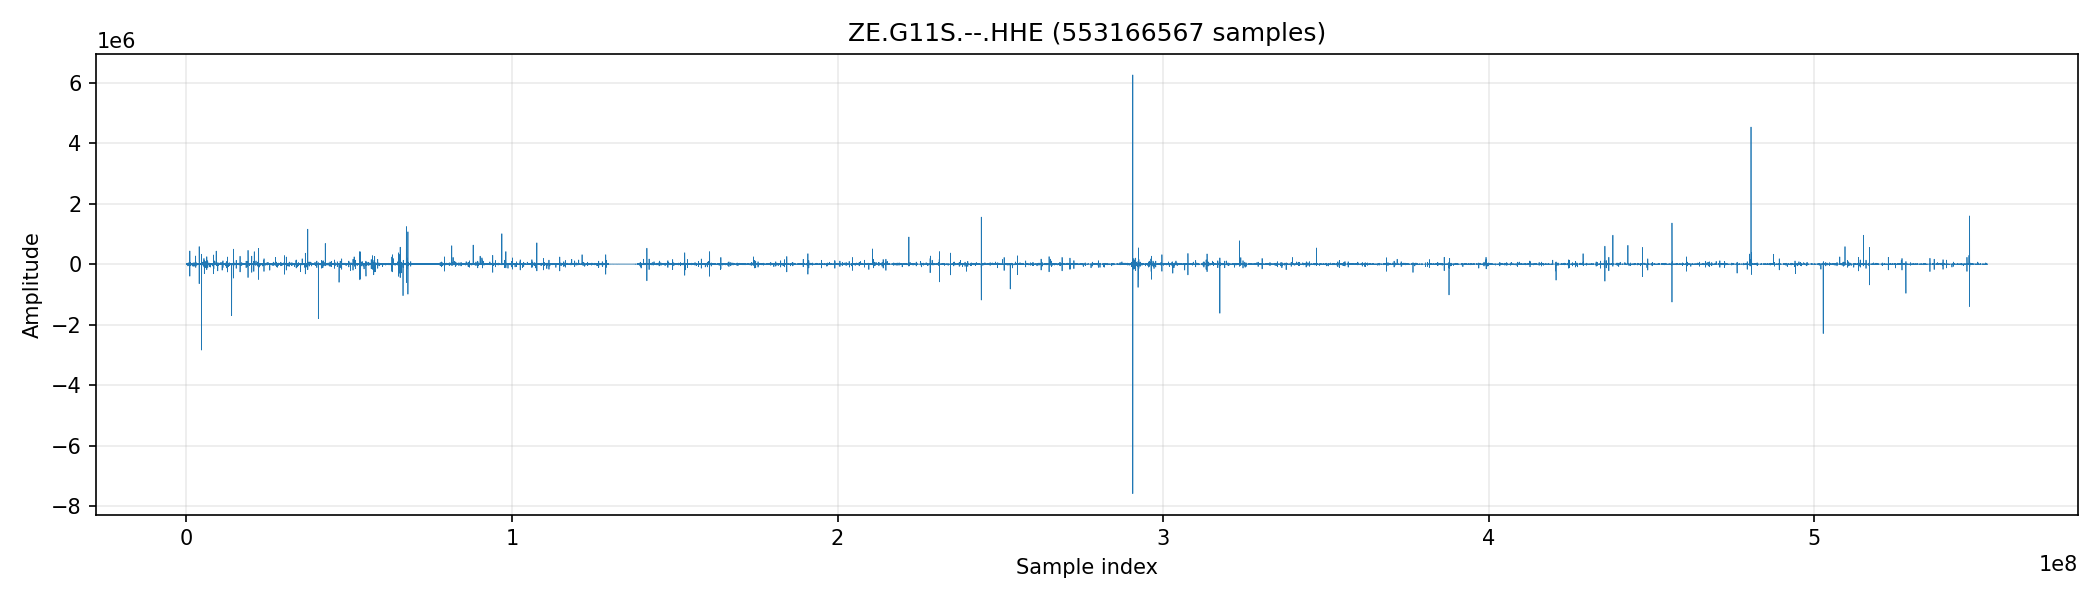 ZE.G11S.--.HHE (553166567 samples)
1e6
6
4
2
0
−2
−4
−6
−8
Amplitude
0 1 2 3 4 5
Sample index
1e8